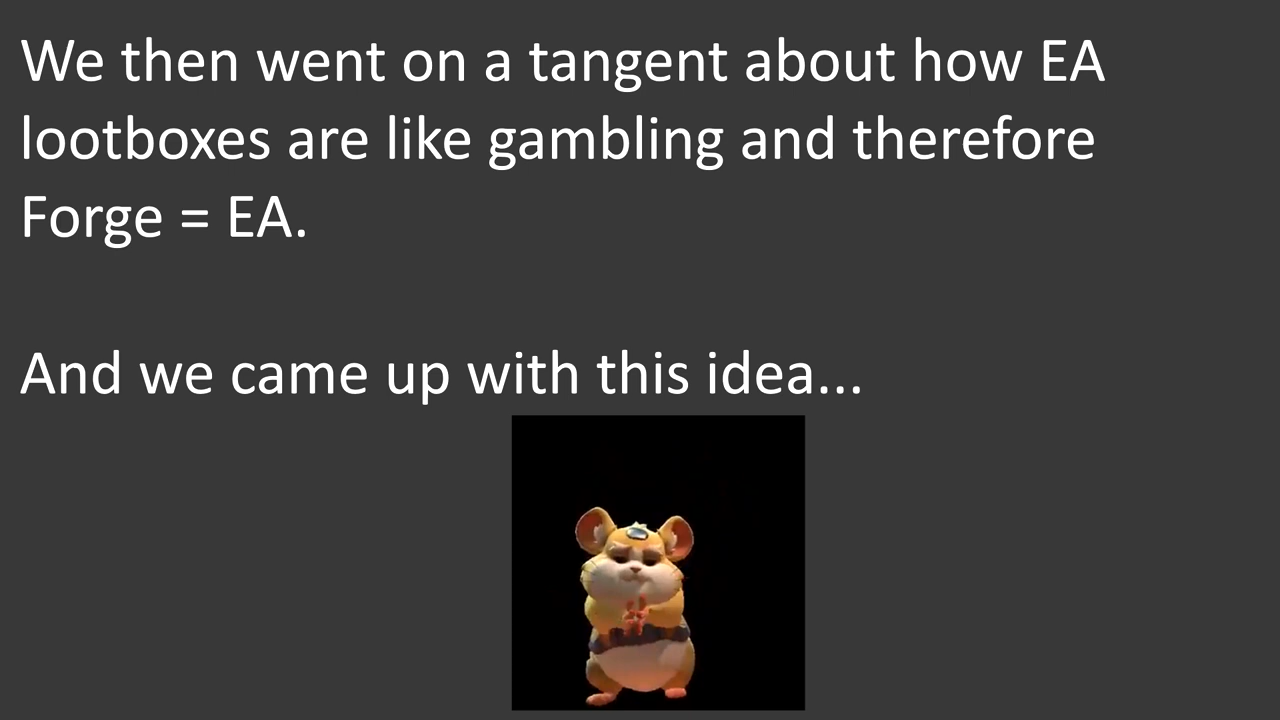 We then went on a tangent about how EA
lootboxes are like gambling and therefore
Forge = EA.
And we came up with this idea...